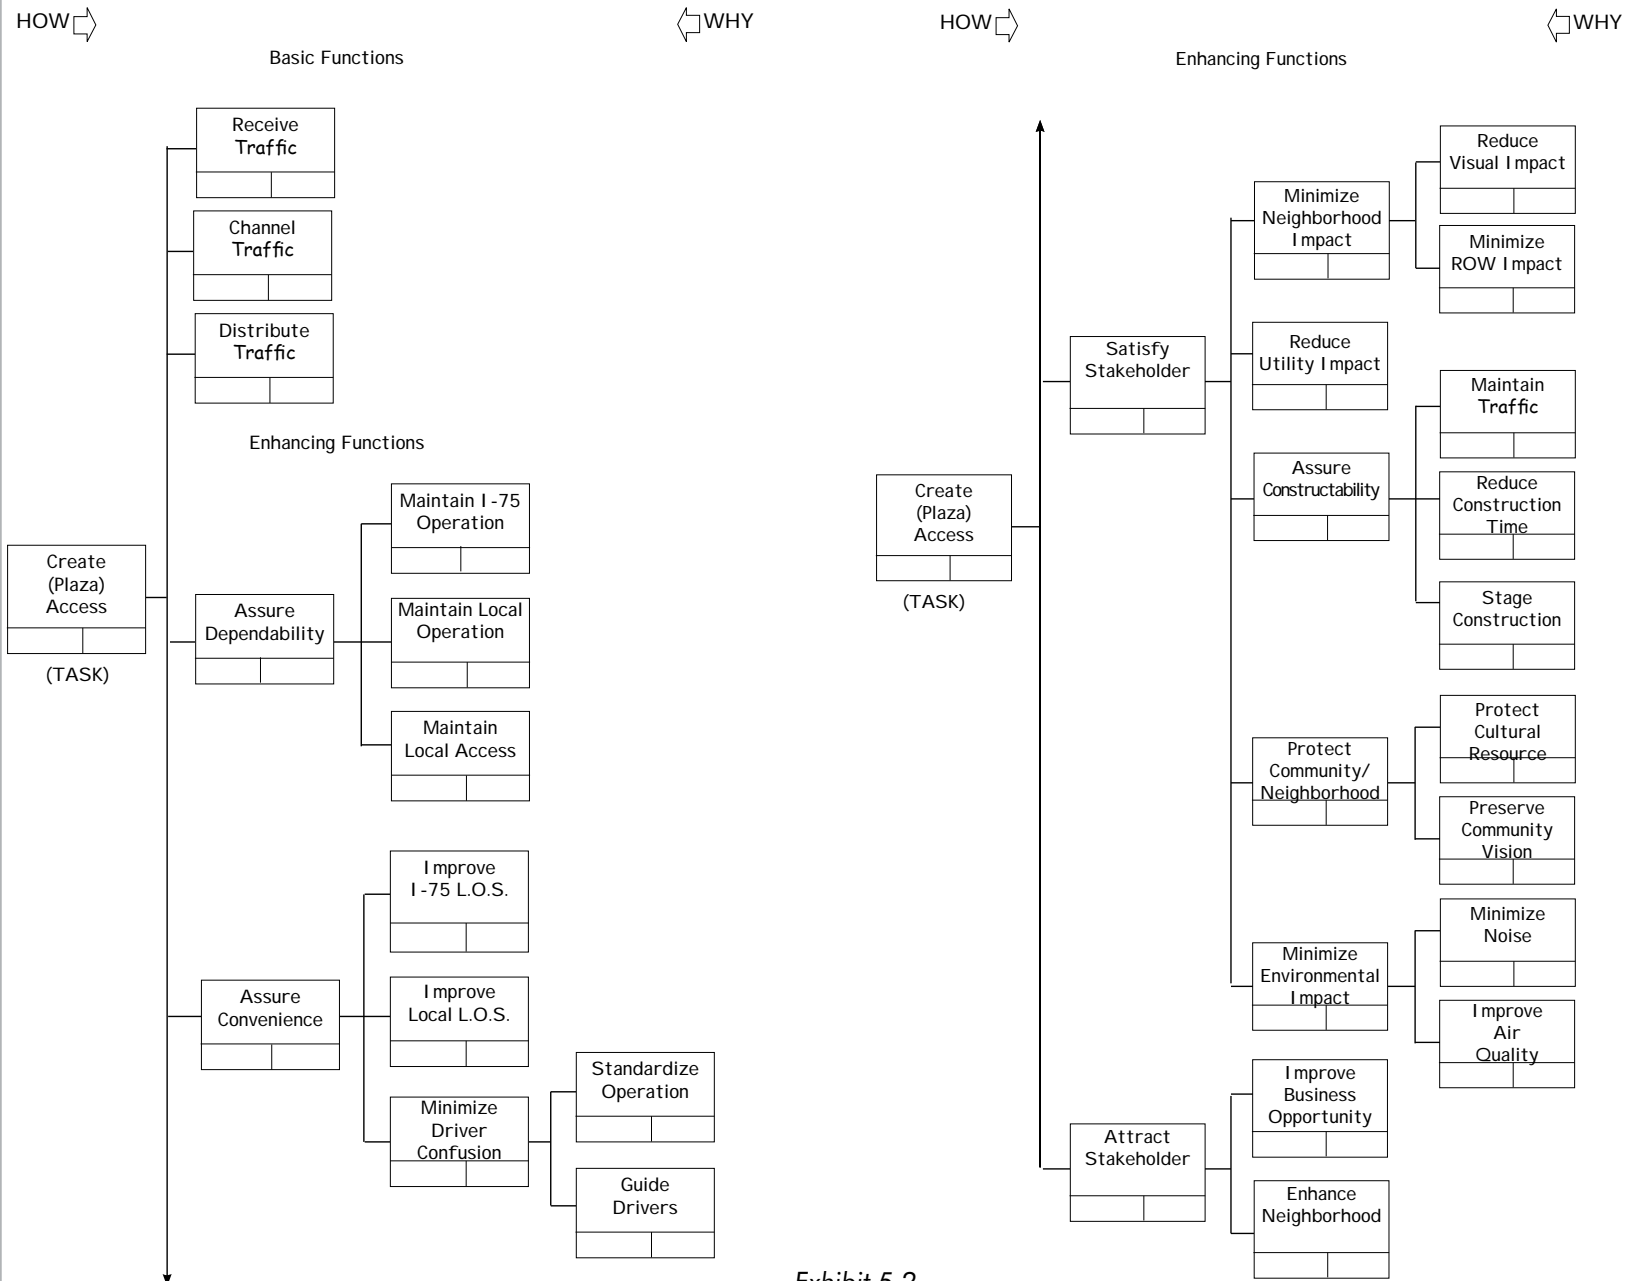 HOW
WHY
Basic Functions
Receive
Traffic
Channel
Traffic
Distribute
Traffic
Enhancing Functions
Create
(Plaza)
Access
(TASK)
Assure
Dependability
Maintain I-75
Operation
Maintain Local
Operation
Maintain
Local Access
Assure
Convenience
Improve
I-75 L.O.S.
Improve
Local L.O.S.
Minimize
Driver
Confusion
Standardize
Operation
Guide
Drivers
HOW
WHY
Enhancing Functions
Create
(Plaza)
Access
(TASK)
Satisfy
Stakeholder
Minimize
Neighborhood
Impact
Reduce
Visual Impact
Minimize
ROW Impact
Reduce
Utility Impact
Assure
Constructability
Maintain
Traffic
Reduce
Construction
Time
Stage
Construction
Protect
Community/
Neighborhood
Protect
Cultural
Resource
Preserve
Community
Vision
Minimize
Environmental
Impact
Minimize
Noise
Improve
Air
Quality
Attract
Stakeholder
Improve
Business
Opportunity
Enhance
Neighborhood
Exhibit 5.2